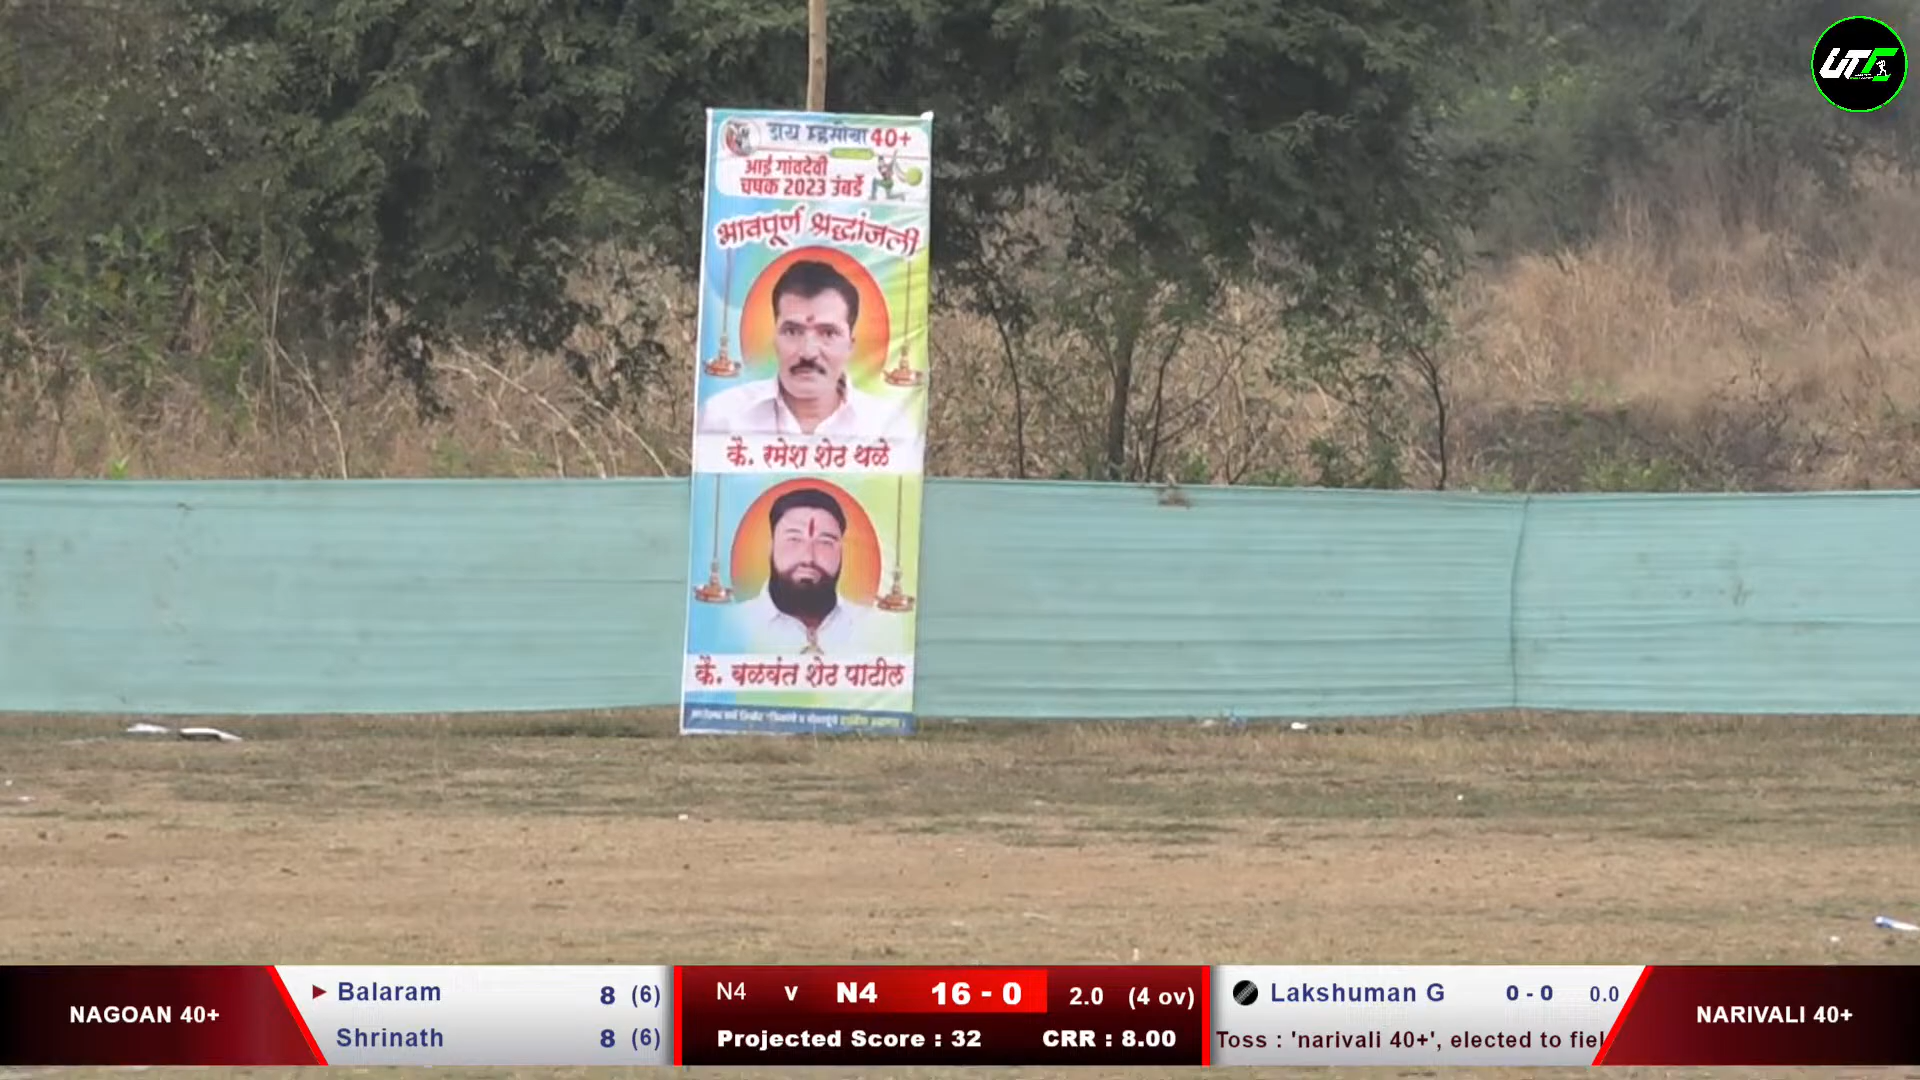 UTC
40+
आई गांवदेवी
चषक 2023 उंबर्डे
भावपूर्ण श्रद्धांजली
कै. रमेश शेठ थळे
कै. बळवंत शेठ पाटील
NAGOAN 40+
Balaram 8 (6)
Shrinath 8 (6)
N4 v N4 16 - 0 2.0 (4 ov)
Projected Score : 32 CRR : 8.00
Lakshuman G 0 - 0 0.0
Toss : 'narivali 40+', elected to fiel
NARIVALI 40+